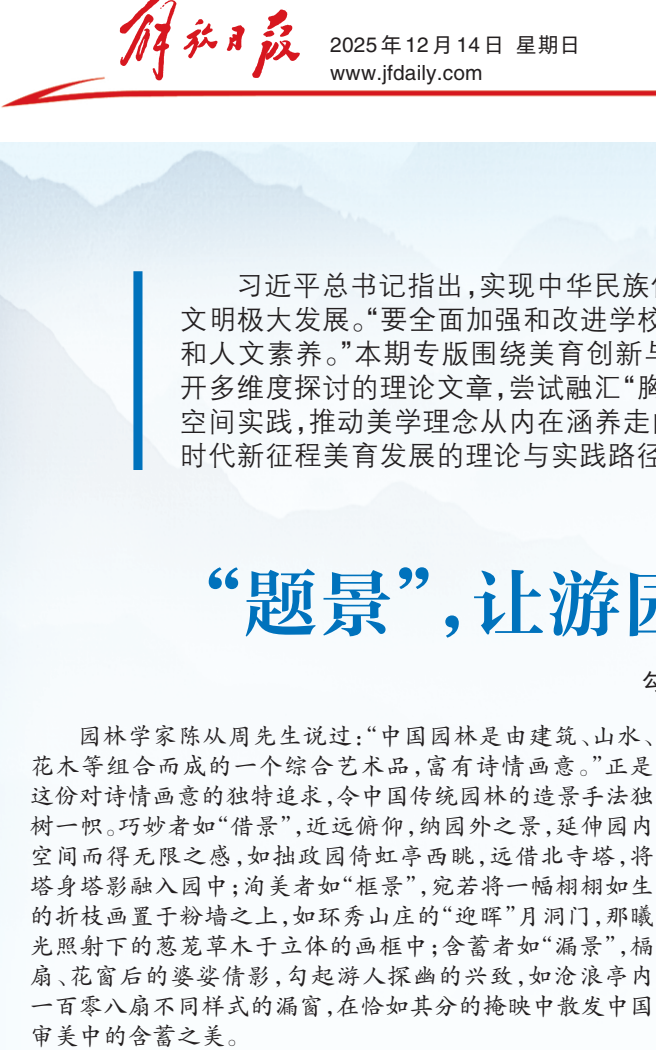 解放日报
2025年12月14日 星期日
www.jfdaily.com
习近平总书记指出,实现中华民族
文明极大发展。“要全面加强和改进学校
和人文素养。”本期专版围绕美育创新与
开多维度探讨的理论文章,尝试融汇“胸
空间实践,推动美学理念从内在涵养走
时代新征程美育发展的理论与实践路径
“题景”,让游园
园林学家陈从周先生说过:“中国园林是由建筑、山水、
花木等组合而成的一个综合艺术品,富有诗情画意。”正是
这份对诗情画意的独特追求,令中国传统园林的造景手法独
树一帜。巧妙者如“借景”,近远俯仰,纳园外之景,延伸园内
空间而得无限之感,如拙政园倚虹亭西眺,远借北寺塔,将
塔身塔影融入园中;洵美者如“框景”,宛若将一幅栩栩如生
的折枝画置于粉墙之上,如环秀山庄的“迎晖”月洞门,那曦
光照射下的葱茏草木于立体的画框中;含蓄者如“漏景”,槅
扇、花窗后的婆娑倩影,勾起游人探幽的兴致,如沧浪亭内
一百零八扇不同样式的漏窗,在恰如其分的掩映中散发中国
审美中的含蓄之美。